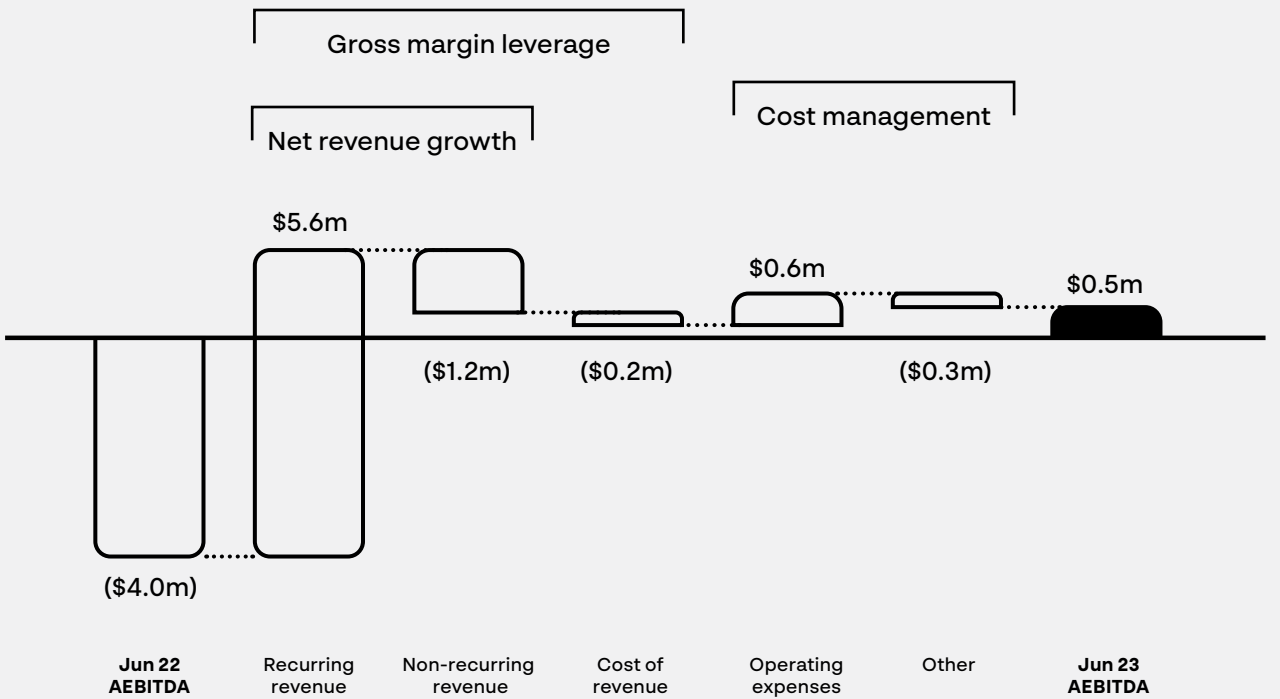 Gross margin leverage
Cost management
Net revenue growth
$5.6m
$0.6m
$0.5m
($1.2m)
($0.2m)
($0.3m)
($4.0m)
Jun 22
AEBITDA
Recurring
revenue
Non-recurring
revenue
Cost of
revenue
Operating
expenses
Other
Jun 23
AEBITDA